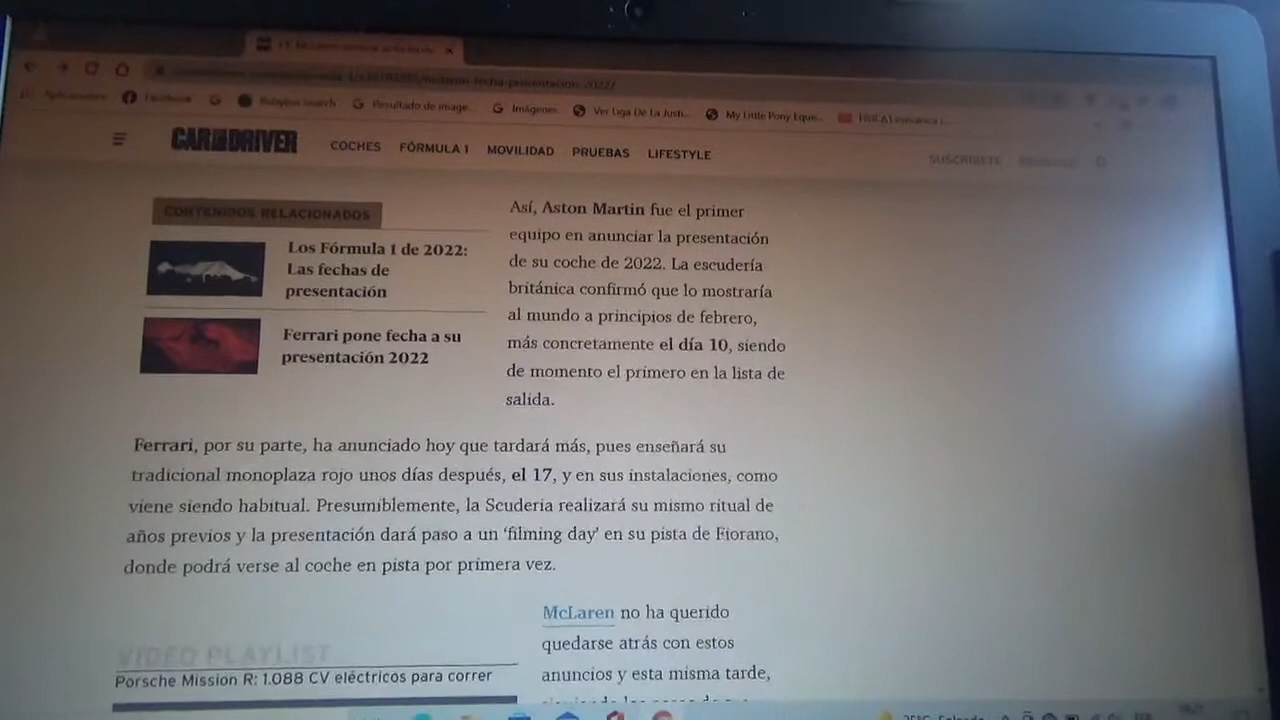 Facebook
G
Babylon Search
G Resultado de image...
G Imágenes
Ver Liga De La Justi...
My Little Pony Eque...
CAR AND DRIVER
COCHES
FÓRMULA 1
MOVILIDAD
PRUEBAS
LIFESTYLE
SUSCRÍBETE
CONTENIDOS RELACIONADOS
Los Fórmula 1 de 2022:
Las fechas de
presentación
Ferrari pone fecha a su
presentación 2022
Así, Aston Martin fue el primer
equipo en anunciar la presentación
de su coche de 2022. La escudería
británica confirmó que lo mostraría
al mundo a principios de febrero,
más concretamente el día 10, siendo
de momento el primero en la lista de
salida.
Ferrari, por su parte, ha anunciado hoy que tardará más, pues enseñará su
tradicional monoplaza rojo unos días después, el 17, y en sus instalaciones, como
viene siendo habitual. Presumiblemente, la Scuderia realizará su mismo ritual de
años previos y la presentación dará paso a un 'filming day' en su pista de Fiorano,
donde podrá verse al coche en pista por primera vez.
McLaren no ha querido
quedarse atrás con estos
anuncios y esta misma tarde,
VIDEO PLAYLIST
Porsche Mission R: 1.088 CV eléctricos para correr